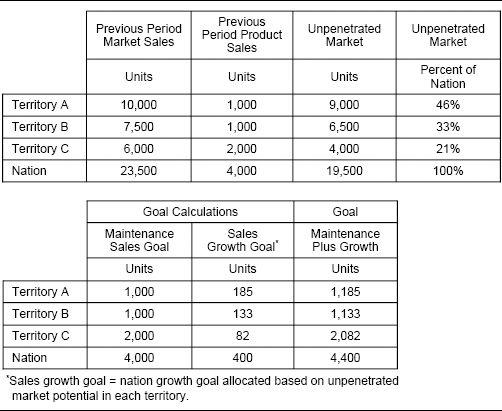 Previous Period Market Sales | Previous Period Product Sales | Unpenetrated Market | Unpenetrated Market
Units | Units | Units | Percent of Nation
Territory A | 10,000 | 1,000 | 9,000 | 46%
Territory B | 7,500 | 1,000 | 6,500 | 33%
Territory C | 6,000 | 2,000 | 4,000 | 21%
Nation | 23,500 | 4,000 | 19,500 | 100%
Goal Calculations | Goal
Maintenance Sales Goal | Sales Growth Goal* | Maintenance Plus Growth
Units | Units | Units
Territory A | 1,000 | 185 | 1,185
Territory B | 1,000 | 133 | 1,133
Territory C | 2,000 | 82 | 2,082
Nation | 4,000 | 400 | 4,400
*Sales growth goal = nation growth goal allocated based on unpenetrated
market potential in each territory.